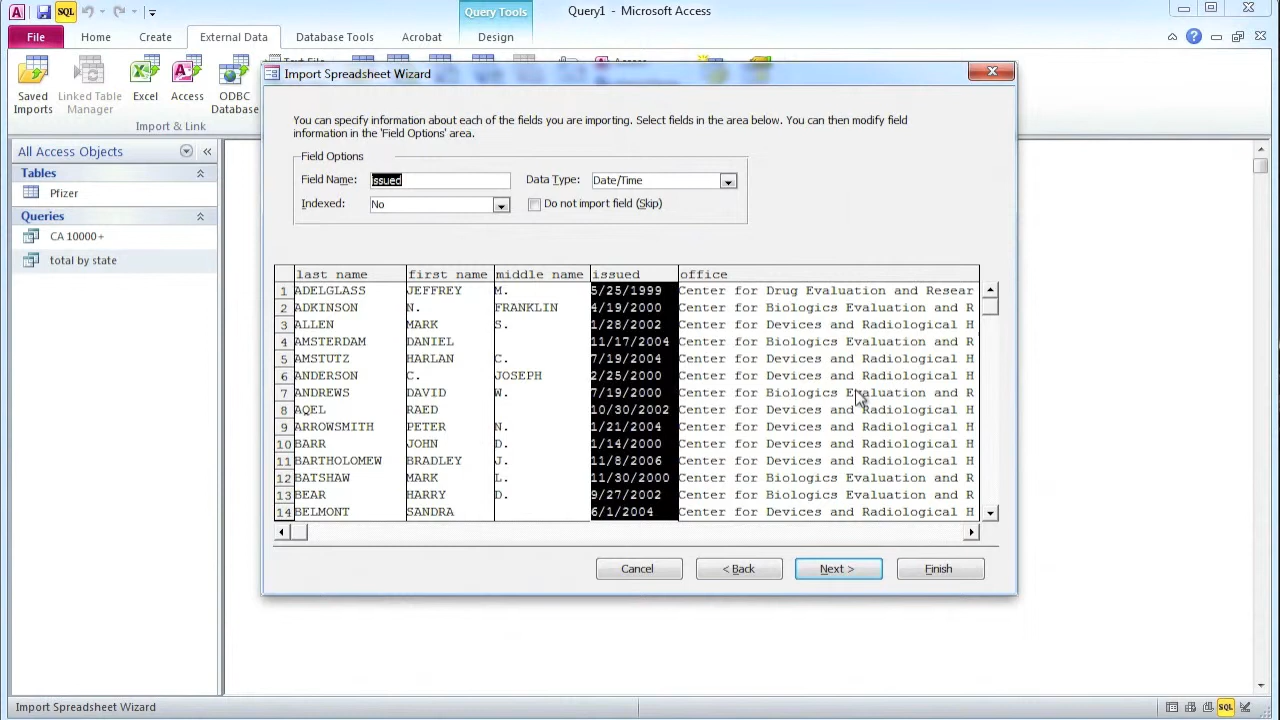 SQL
Query Tools
Query1 - Microsoft Access
File
Home
Create
External Data
Database Tools
Acrobat
Design
Saved Imports
Linked Table Manager
Excel
Access
ODBC Database
Import & Link
Import Spreadsheet Wizard
You can specify information about each of the fields you are importing. Select fields in the area below. You can then modify field
information in the 'Field Options' area.
Field Options
Field Name: issued
Data Type: Date/Time
Indexed: No
Do not import field (Skip)
last name first name middle name issued office
1 ADELGLASS JEFFREY M. 5/25/1999 Center for Drug Evaluation and Resear
2 ADKINSON N. FRANKLIN 4/19/2000 Center for Biologics Evaluation and R
3 ALLEN MARK S. 1/28/2002 Center for Devices and Radiological H
4 AMSTERDAM DANIEL 11/17/2004 Center for Biologics Evaluation and R
5 AMSTUTZ HARLAN C. 7/19/2004 Center for Devices and Radiological H
6 ANDERSON C. JOSEPH 2/25/2000 Center for Devices and Radiological H
7 ANDREWS DAVID W. 7/19/2000 Center for Biologics Evaluation and R
8 AQEL RAED 10/30/2002 Center for Devices and Radiological H
9 ARROWSMITH PETER N. 1/21/2004 Center for Devices and Radiological H
10 BARR JOHN D. 1/14/2000 Center for Devices and Radiological H
11 BARTHOLOMEW BRADLEY J. 11/8/2006 Center for Devices and Radiological H
12 BATSHAW MARK L. 11/30/2000 Center for Biologics Evaluation and R
13 BEAR HARRY D. 9/27/2002 Center for Biologics Evaluation and R
14 BELMONT SANDRA 6/1/2004 Center for Devices and Radiological H
Cancel
< Back
Next >
Finish
All Access Objects
Tables
Pfizer
Queries
CA 10000+
total by state
Import Spreadsheet Wizard
SQL